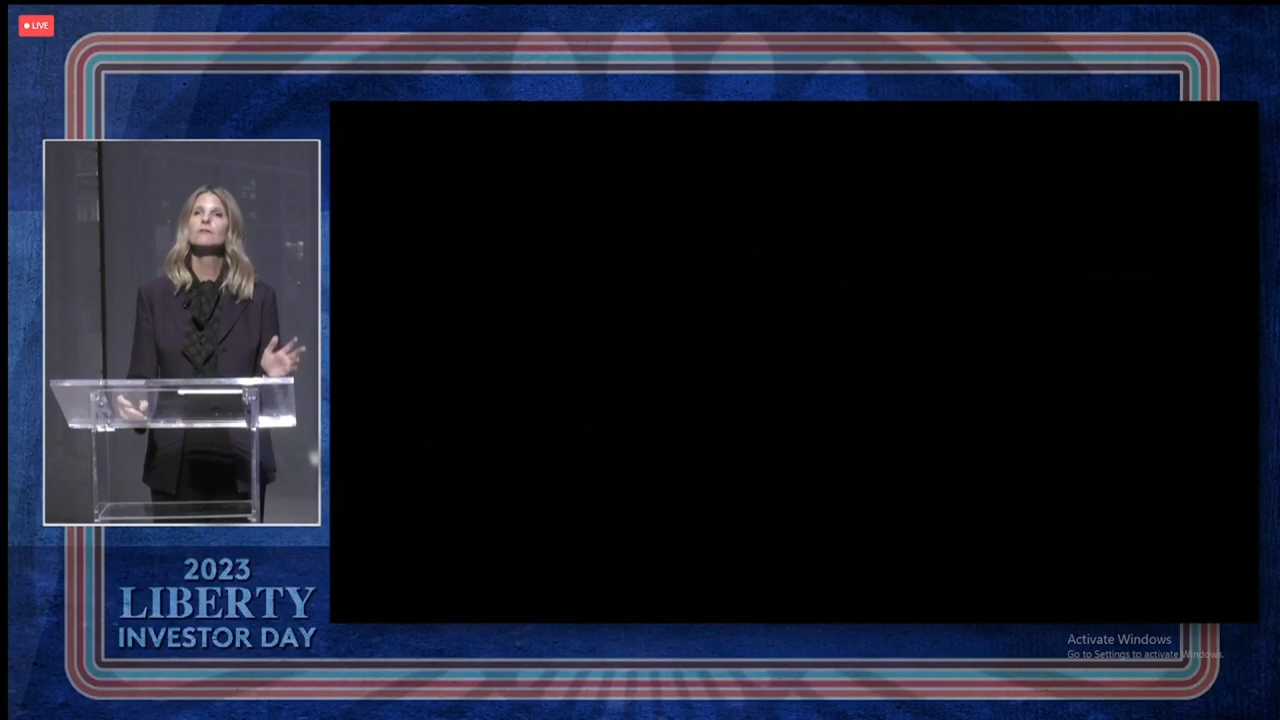 LIVE
2023
LIBERTY
INVESTOR DAY
Activate Windows
Go to Settings to activate Windows.